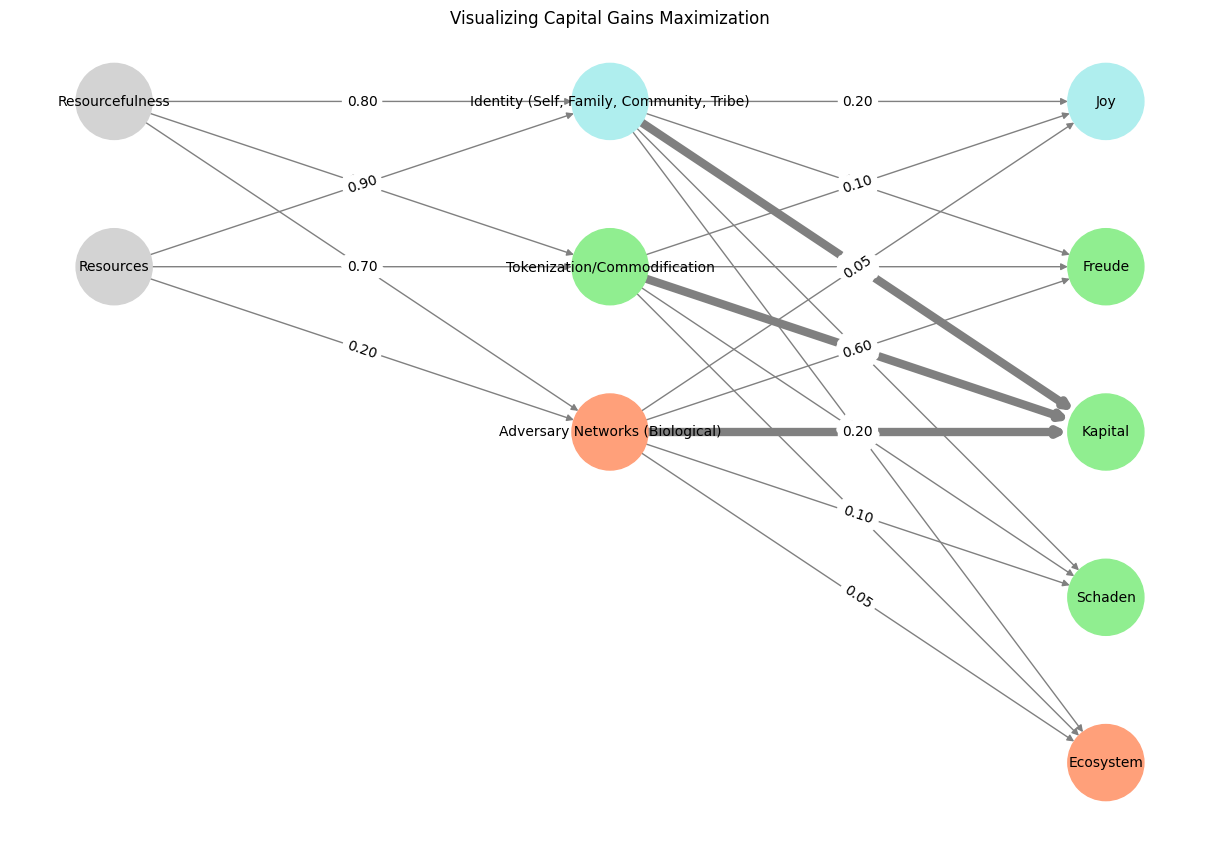 Visualizing Capital Gains Maximization
Resourcefulness
0.80
Identity (Self, Family, Community, Tribe)
0.20
Joy
0.90
0.10
Resources
0.70
Tokenization/Commodification
0.05
Freude
0.20
0.60
Adversary Networks (Biological)
0.20
Kapital
0.10
0.05
Schaden
Ecosystem